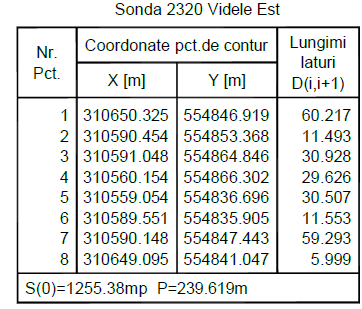 Sonda 2320 Videle Est
Nr. Pct. Coordonate pct.de contur Lungimi laturi D(i,i+1)
X [m] Y [m]
1 310650.325 554846.919 60.217
2 310590.454 554853.368 11.493
3 310591.048 554864.846 30.928
4 310560.154 554866.302 29.626
5 310559.054 554836.696 30.507
6 310589.551 554835.905 11.553
7 310590.148 554847.443 59.293
8 310649.095 554841.047 5.999
S(0)=1255.38mp P=239.619m